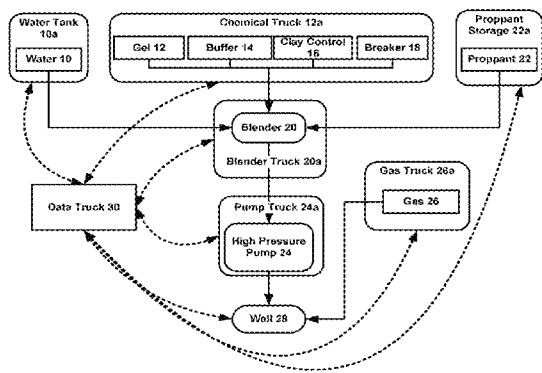 Water Tank
10a
Water 10
Chemical Truck 12a
Gel 12
Buffer 14
Clay Control
16
Breaker 18
Proppant
Storage 22a
Proppant 22
Blender 20
Blender Truck 20a
Data Truck 30
Pump Truck 24a
High Pressure
Pump 24
Gas Truck 26a
Gas 26
Well 28